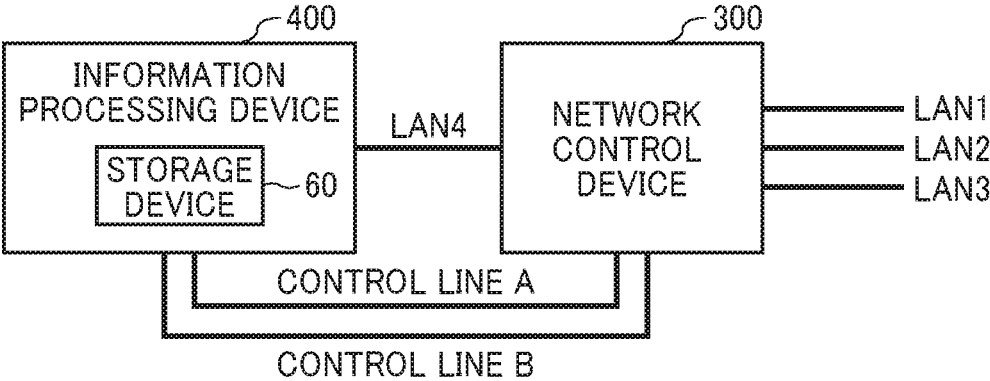 400
300
INFORMATION
PROCESSING DEVICE
STORAGE
DEVICE
60
LAN4
NETWORK
CONTROL
DEVICE
LAN1
LAN2
LAN3
CONTROL LINE A
CONTROL LINE B